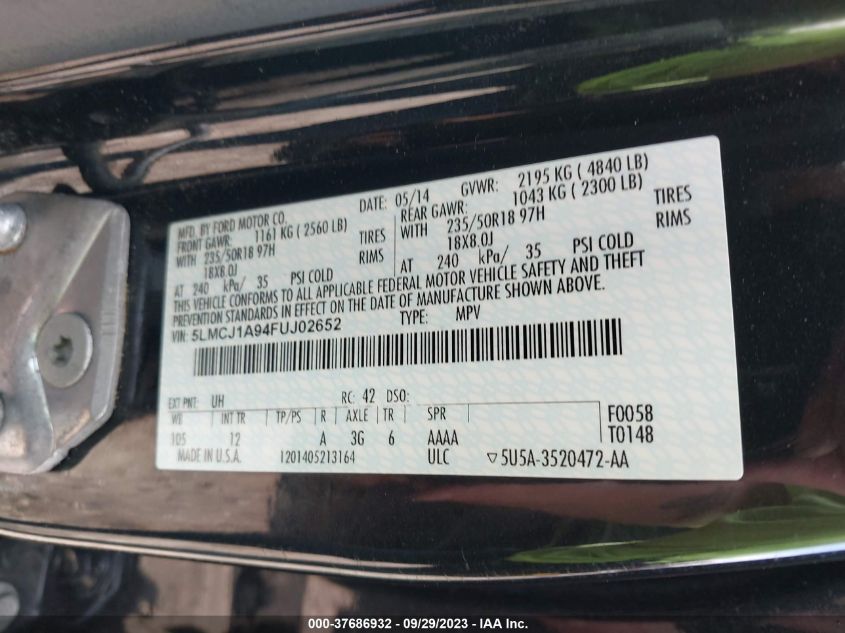 MFD. BY FORD MOTOR CO.
DATE: 05/14 GVWR: 2195 KG ( 4840 LB)
FRONT GAWR: 1161 KG ( 2560 LB) REAR GAWR: 1043 KG ( 2300 LB)
WITH 235/50R18 97H TIRES WITH 235/50R18 97H TIRES
18X8.0J RIMS 18X8.0J RIMS
AT 240 kPa/ 35 PSI COLD AT 240 kPa/ 35 PSI COLD
THIS VEHICLE CONFORMS TO ALL APPLICABLE FEDERAL MOTOR VEHICLE SAFETY AND THEFT
PREVENTION STANDARDS IN EFFECT ON THE DATE OF MANUFACTURE SHOWN ABOVE.
VIN: 5LMCJ1A94FUJ02652 TYPE: MPV
EXT PNT: UH RC: 42 DSO:
WB INT TR TP/PS R AXLE TR SPR F0058
105 12 A 3G 6 AAAA T0148
MADE IN U.S.A. 1201405213164 ULC ▽5U5A-3520472-AA
000-37686932 / 09/29/2023 - IAA Inc.